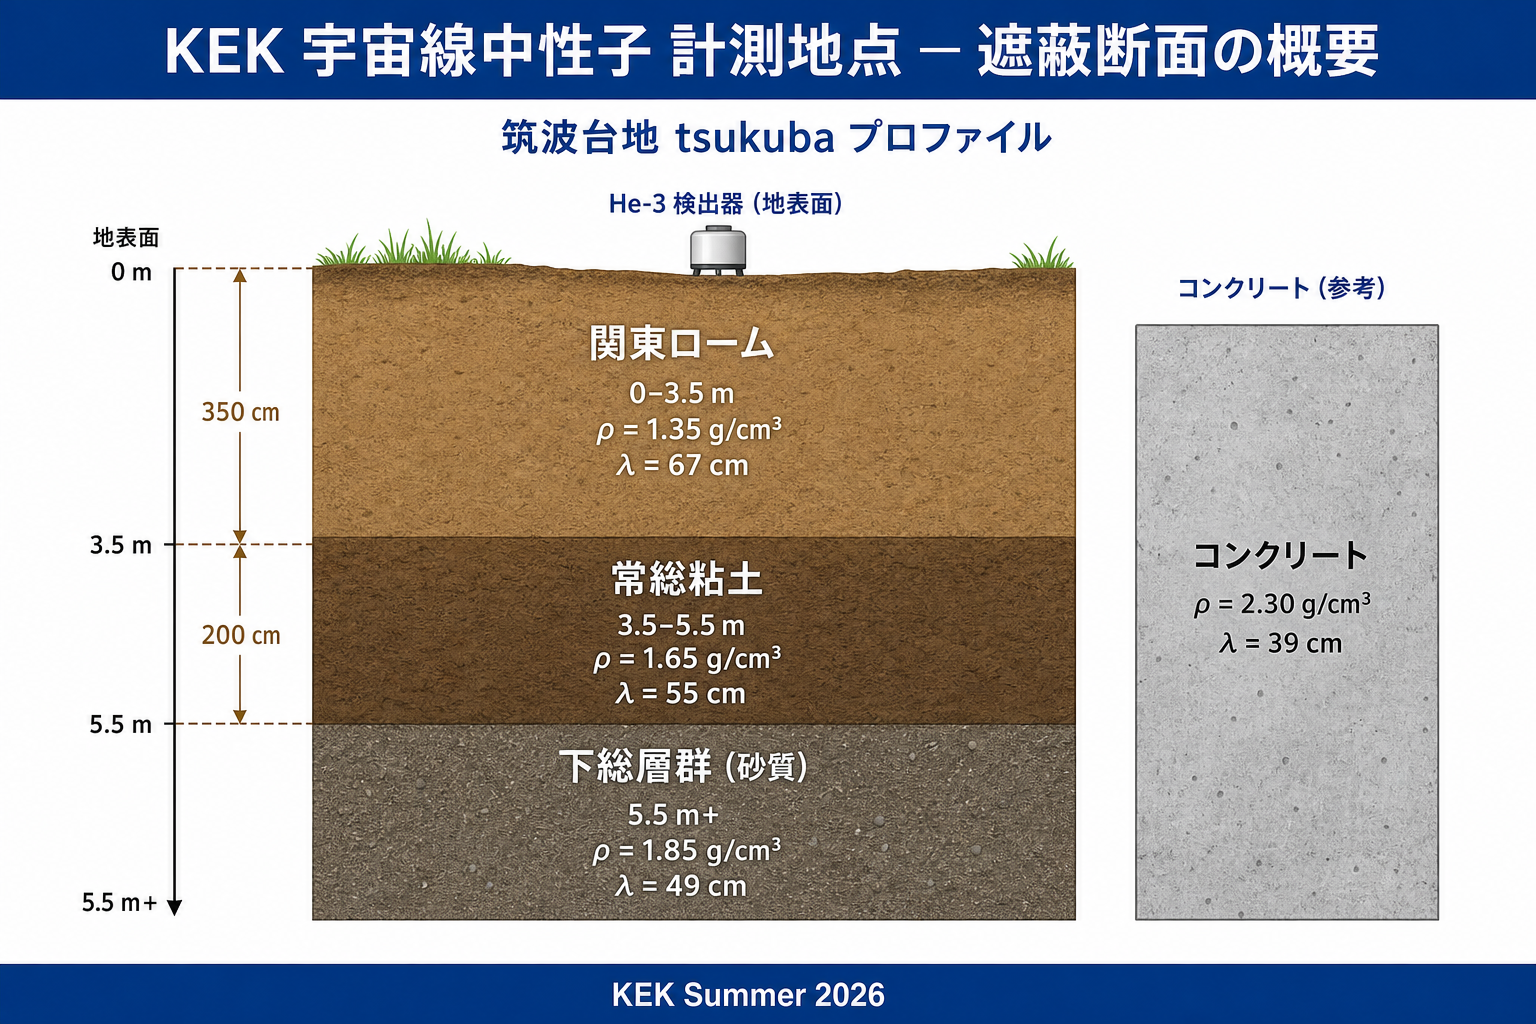 KEK 宇宙線中性子 計測地点 — 遮蔽断面の概要
筑波台地 tsukuba プロファイル
He-3 検出器（地表面）
地表面
0 m
350 cm
3.5 m
200 cm
5.5 m
5.5 m+
関東ローム
0–3.5 m
ρ = 1.35 g/cm³
λ = 67 cm
常総粘土
3.5–5.5 m
ρ = 1.65 g/cm³
λ = 55 cm
下総層群（砂質）
5.5 m+
ρ = 1.85 g/cm³
λ = 49 cm
コンクリート（参考）
コンクリート
ρ = 2.30 g/cm³
λ = 39 cm
KEK Summer 2026